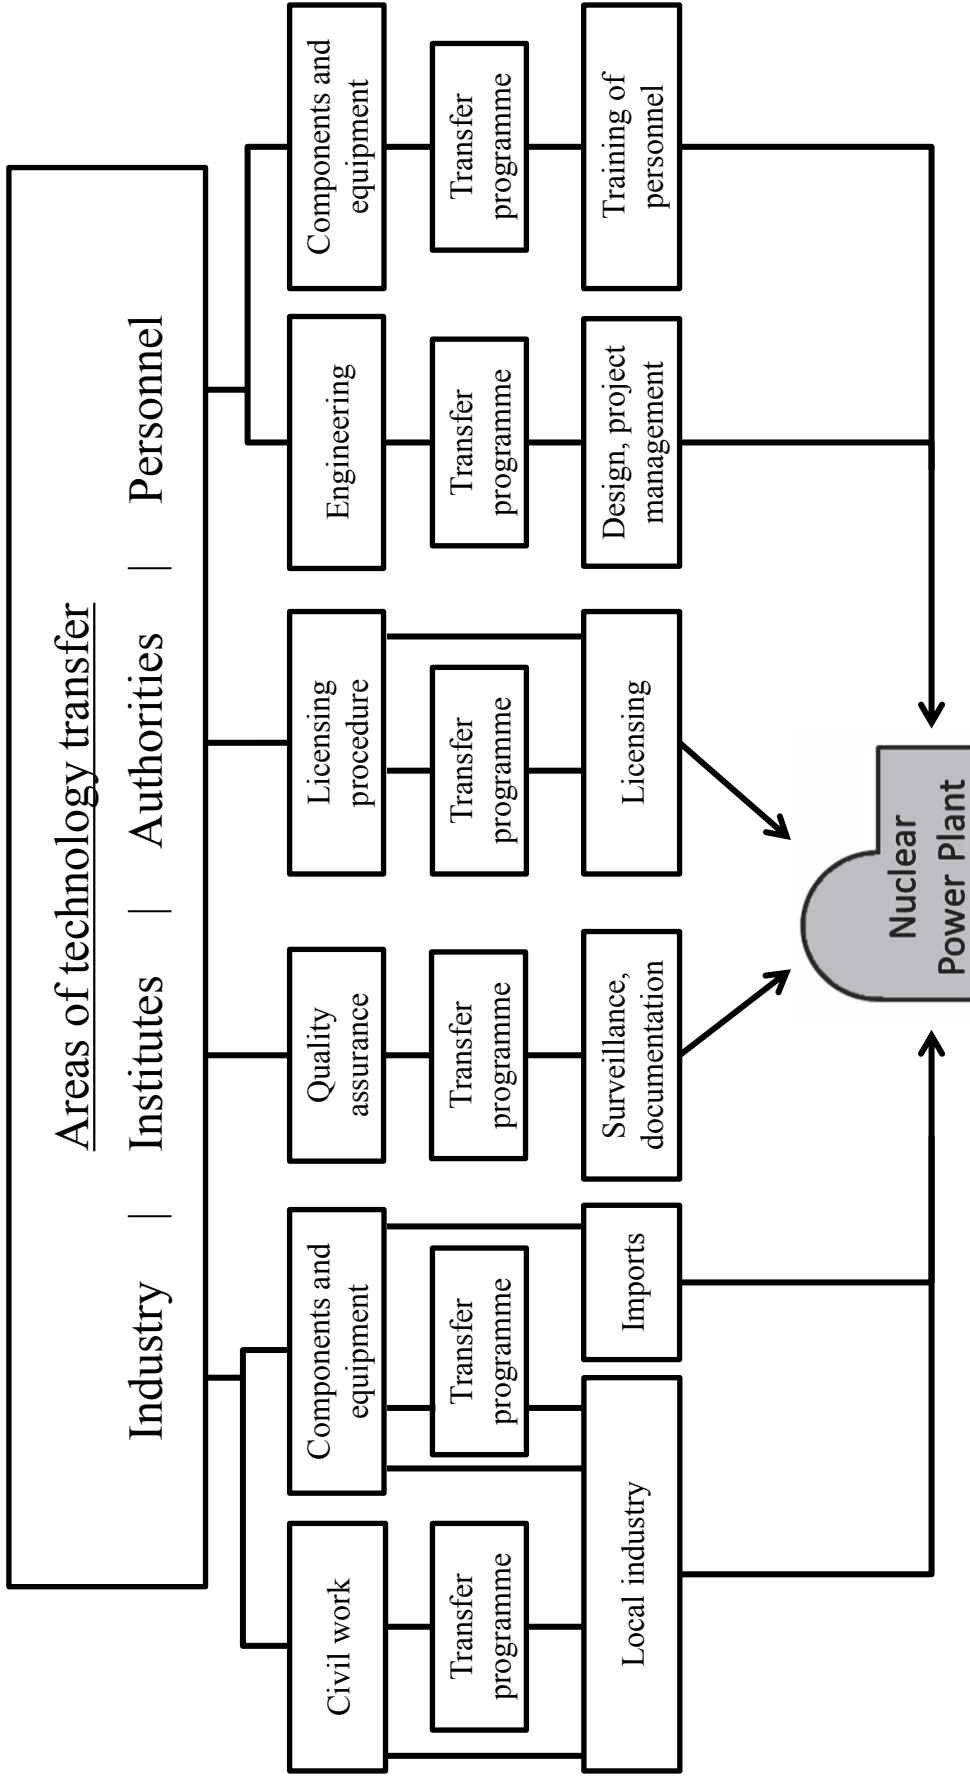 Areas of technology transfer
Industry | Institutes | Authorities | Personnel
Civil work
Components and
equipment
Quality
assurance
Licensing
procedure
Engineering
Components and
equipment
Transfer
programme
Transfer
programme
Transfer
programme
Transfer
programme
Transfer
programme
Transfer
programme
Local industry
Imports
Surveillance,
documentation
Licensing
Design, project
management
Training of
personnel
Nuclear
Power Plant